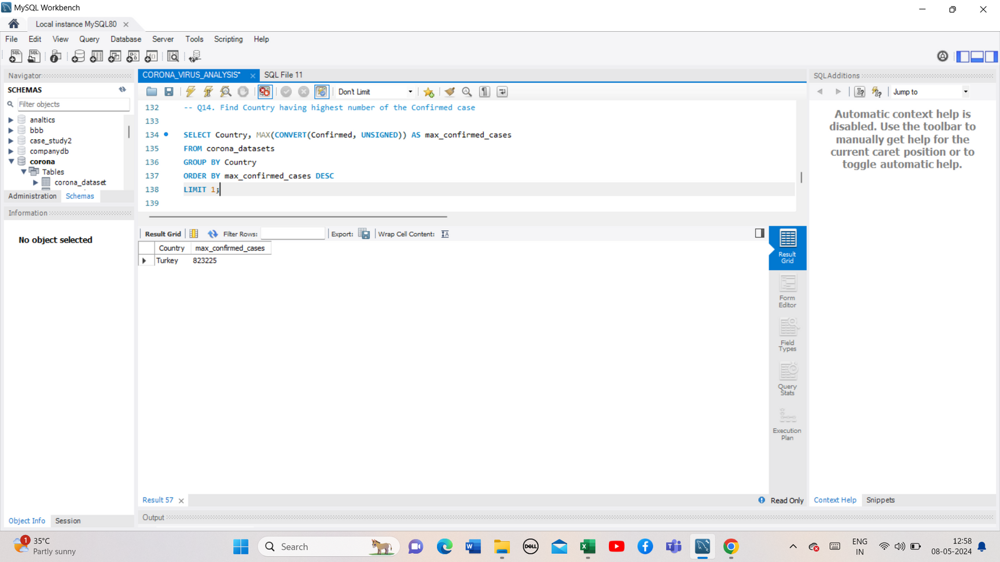 MySQL Workbench
Local instance MySQL80
File Edit View Query Database Server Tools Scripting Help
Navigator
SCHEMAS
Filter objects
analtics
bbb
case_study2
companydb
corona
Tables
corona_dataset
Administration Schemas
Information
No object selected
Object Info Session
CORONA_VIRUS_ANALYSIS* SQL File 11
Don't Limit
132 -- Q14. Find Country having highest number of the Confirmed case
133
134 SELECT Country, MAX(CONVERT(Confirmed, UNSIGNED)) AS max_confirmed_cases
135 FROM corona_datasets
136 GROUP BY Country
137 ORDER BY max_confirmed_cases DESC
138 LIMIT 1;
139
Result Grid Filter Rows: Export: Wrap Cell Content:
Country max_confirmed_cases
Turkey 823225
Result Grid
Form Editor
Field Types
Query Stats
Execution Plan
Result 57
Read Only
Output
SQLAdditions
Jump to
Automatic context help is
disabled. Use the toolbar to
manually get help for the
current caret position or to
toggle automatic help.
Context Help Snippets
1
35°C
Partly sunny
Search
DELL
ENG
IN
12:58
08-05-2024